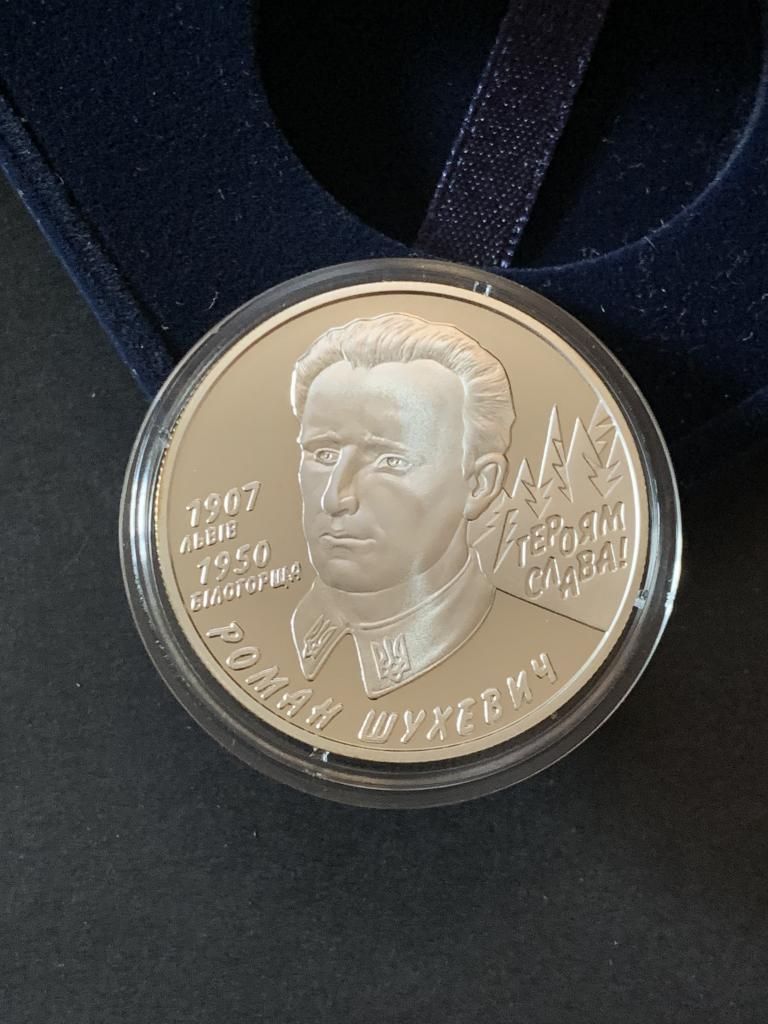 1907
ЛЬВІВ
1950
БІЛОГОРЩА
ГЕРОЯМ
СЛАВА!
РОМАН ШУХЕВИЧ